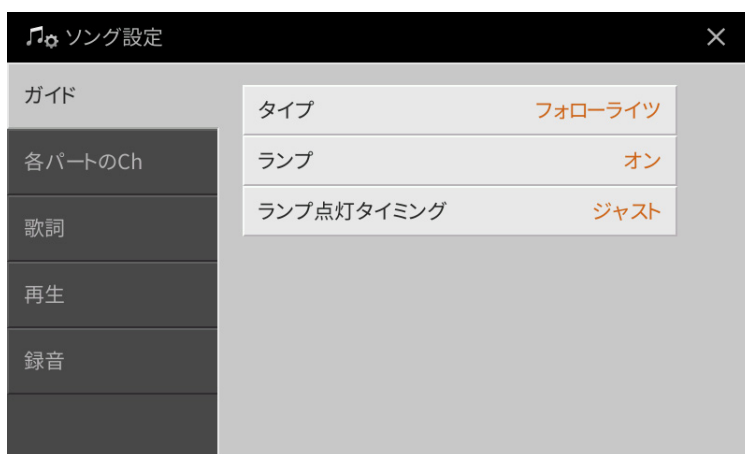 ソング設定
ガイド
各パートのCh
歌詞
再生
録音
タイプ フォローライツ
ランプ オン
ランプ点灯タイミング ジャスト